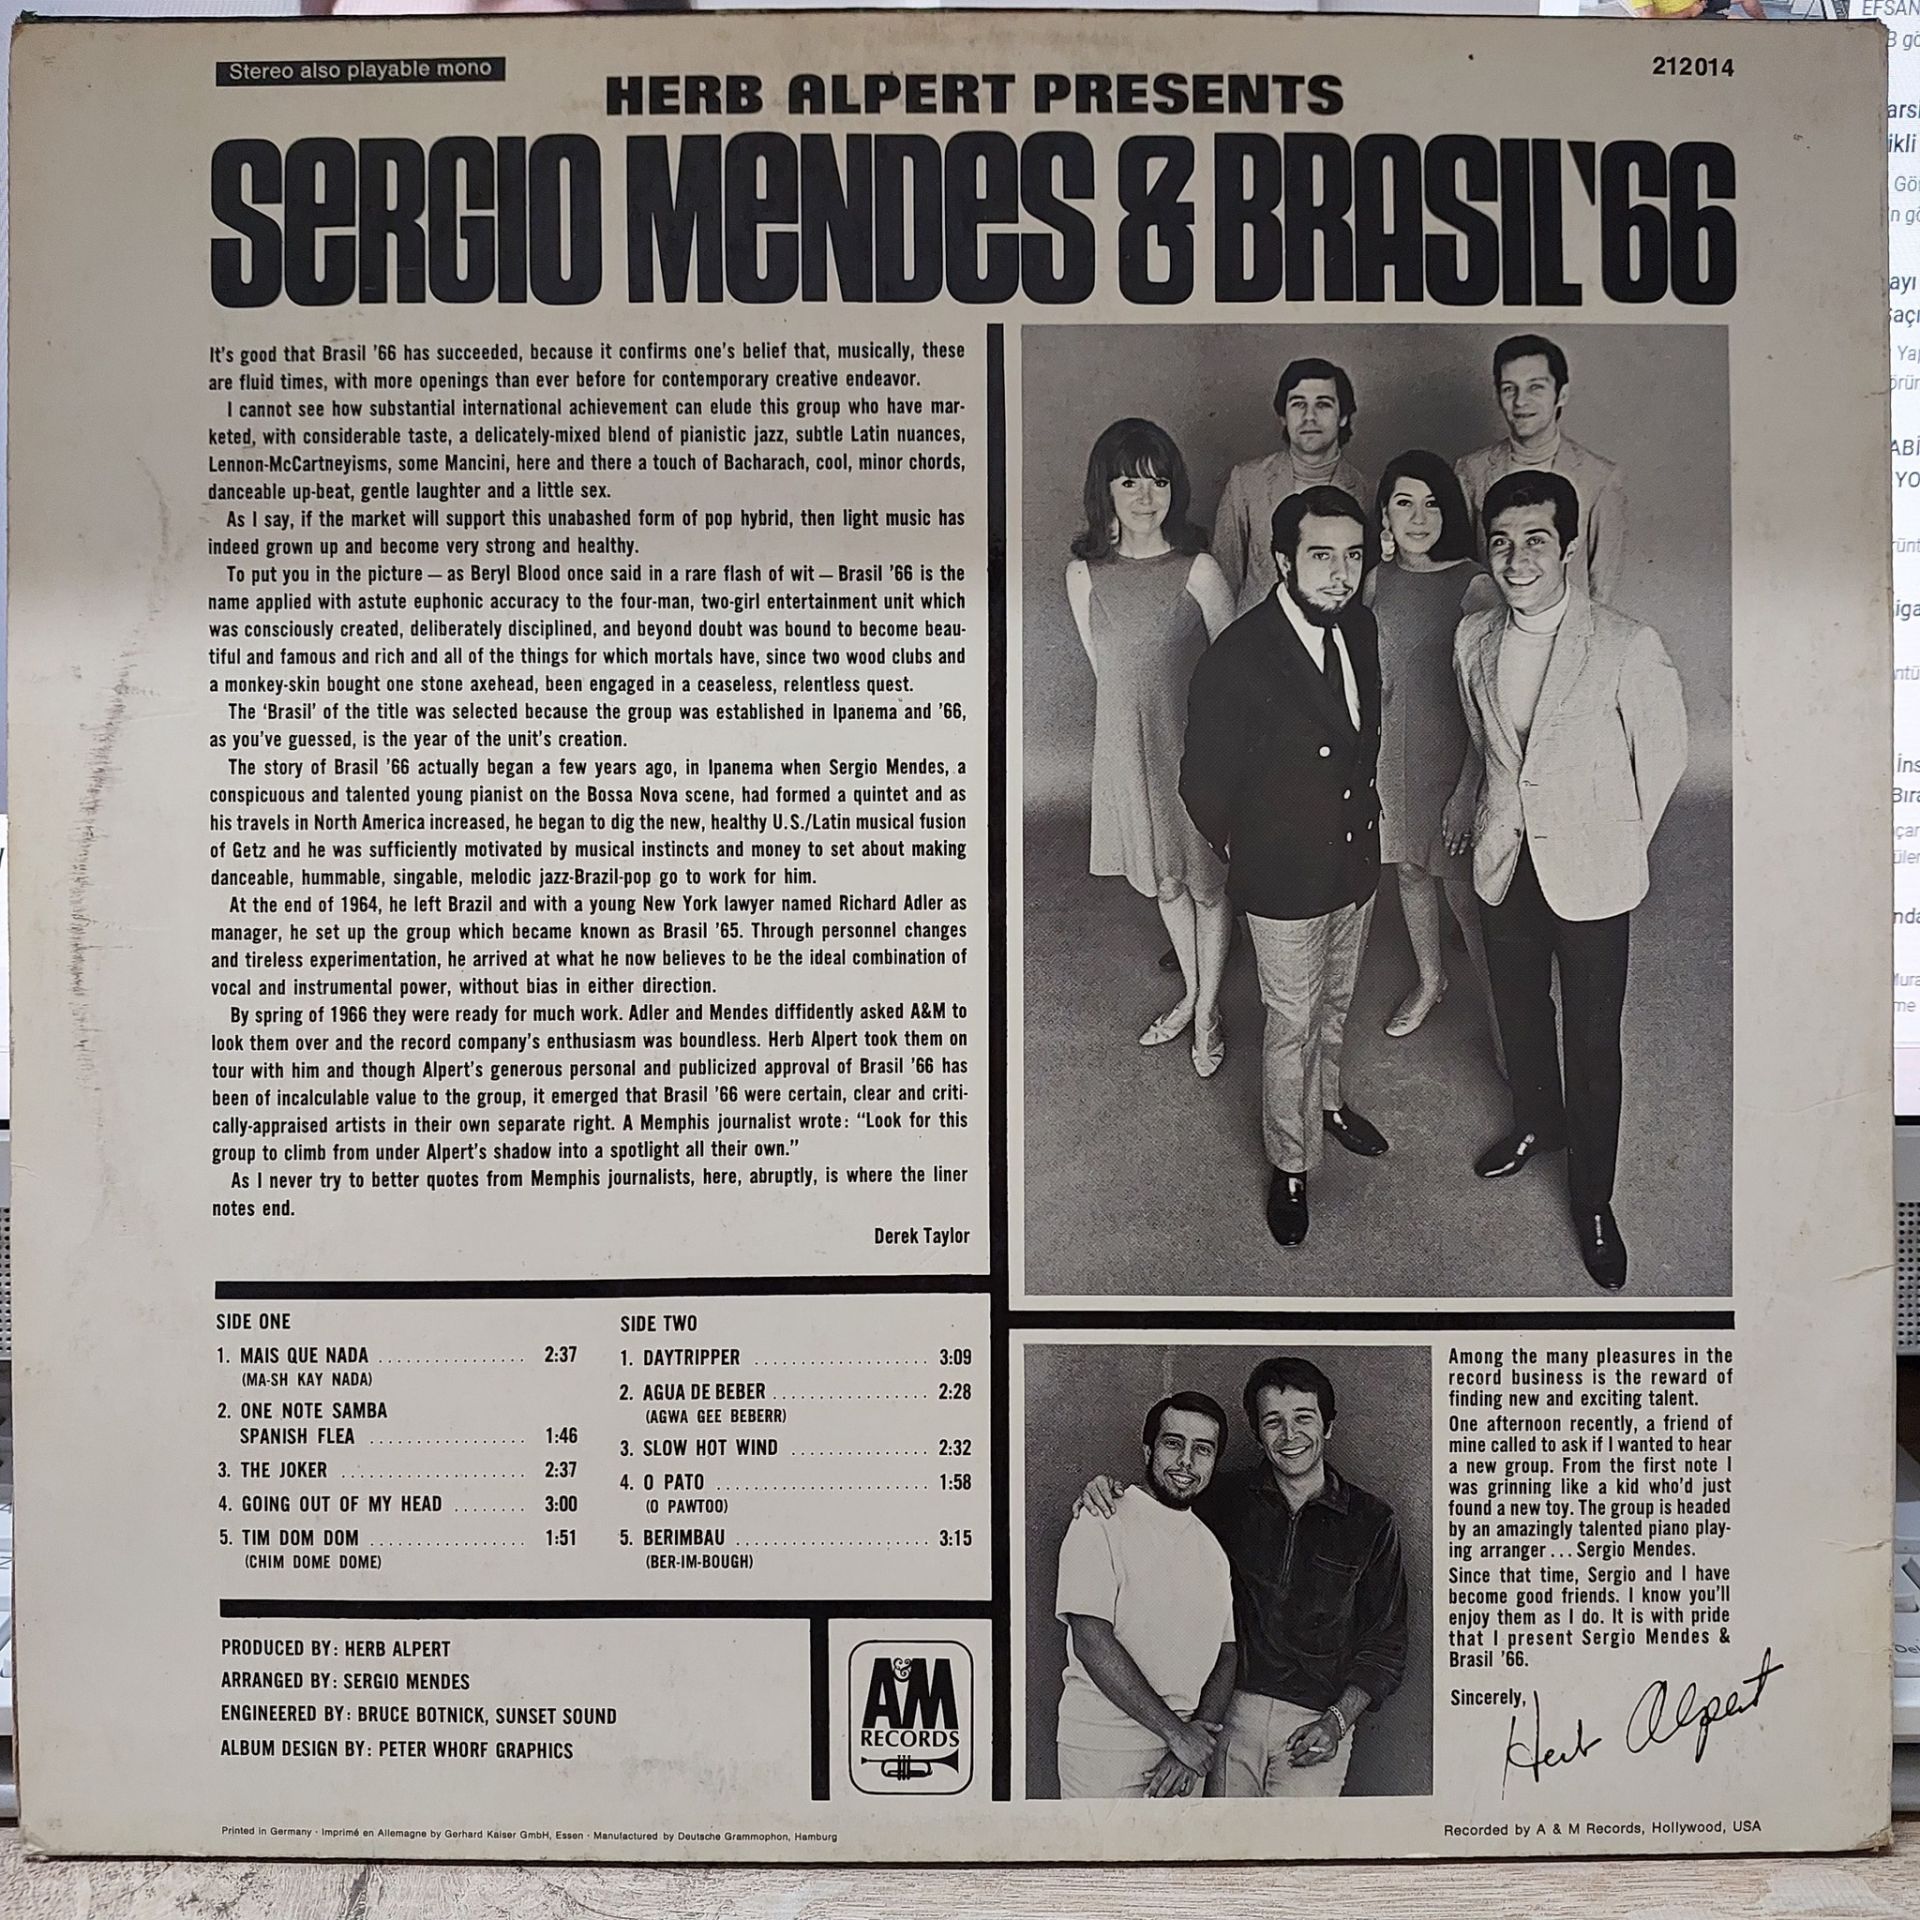 Stereo also playable mono
212014
HERB ALPERT PRESENTS
SERGIO MENDES & BRASIL '66
It's good that Brasil '66 has succeeded, because it confirms one's belief that, musically, these
are fluid times, with more openings than ever before for contemporary creative endeavor.
I cannot see how substantial international achievement can elude this group who have mar-
keted, with considerable taste, a delicately-mixed blend of pianistic jazz, subtle Latin nuances,
Lennon-McCartneyisms, some Mancini, here and there a touch of Bacharach, cool, minor chords,
danceable up-beat, gentle laughter and a little sex.
As I say, if the market will support this unabashed form of pop hybrid, then light music has
indeed grown up and become very strong and healthy.
To put you in the picture — as Beryl Blood once said in a rare flash of wit — Brasil '66 is the
name applied with astute euphonic accuracy to the four-man, two-girl entertainment unit which
was consciously created, deliberately disciplined, and beyond doubt was bound to become beau-
tiful and famous and rich and all of the things for which mortals have, since two wood clubs and
a monkey-skin bought one stone axehead, been engaged in a ceaseless, relentless quest.
The 'Brasil' of the title was selected because the group was established in Ipanema and '66,
as you've guessed, is the year of the unit's creation.
The story of Brasil '66 actually began a few years ago, in Ipanema when Sergio Mendes, a
conspicuous and talented young pianist on the Bossa Nova scene, had formed a quintet and as
his travels in North America increased, he began to dig the new, healthy U.S./Latin musical fusion
of Getz and he was sufficiently motivated by musical instincts and money to set about making
danceable, hummable, singable, melodic jazz-Brazil-pop go to work for him.
At the end of 1964, he left Brazil and with a young New York lawyer named Richard Adler as
manager, he set up the group which became known as Brasil '65. Through personnel changes
and tireless experimentation, he arrived at what he now believes to be the ideal combination of
vocal and instrumental power, without bias in either direction.
By spring of 1966 they were ready for much work. Adler and Mendes diffidently asked A&M to
look them over and the record company's enthusiasm was boundless. Herb Alpert took them on
tour with him and though Alpert's generous personal and publicized approval of Brasil '66 has
been of incalculable value to the group, it emerged that Brasil '66 were certain, clear and criti-
cally-appraised artists in their own separate right. A Memphis journalist wrote: "Look for this
group to climb from under Alpert's shadow into a spotlight all their own."
As I never try to better quotes from Memphis journalists, here, abruptly, is where the liner
notes end.
Derek Taylor
SIDE ONE
1. MAIS QUE NADA ................ 2:37
(MA-SH KAY NADA)
2. ONE NOTE SAMBA
SPANISH FLEA .................. 1:46
3. THE JOKER ..................... 2:37
4. GOING OUT OF MY HEAD ........ 3:00
5. TIM DOM DOM .................. 1:51
(CHIM DOME DOME)
SIDE TWO
1. DAYTRIPPER .................... 3:09
2. AGUA DE BEBER .................. 2:28
(AGWA GEE BEBERR)
3. SLOW HOT WIND ................ 2:32
4. O PATO ......................... 1:58
(O PAWTOO)
5. BERIMBAU ...................... 3:15
(BER-IM-BOUGH)
PRODUCED BY: HERB ALPERT
ARRANGED BY: SERGIO MENDES
ENGINEERED BY: BRUCE BOTNICK, SUNSET SOUND
ALBUM DESIGN BY: PETER WHORF GRAPHICS
A&M
RECORDS
Among the many pleasures in the
record business is the reward of
finding new and exciting talent.
One afternoon recently, a friend of
mine called to ask if I wanted to hear
a new group. From the first note I
was grinning like a kid who'd just
found a new toy. The group is headed
by an amazingly talented piano play-
ing arranger ... Sergio Mendes.
Since that time, Sergio and I have
become good friends. I know you'll
enjoy them as I do. It is with pride
that I present Sergio Mendes &
Brasil '66.
Sincerely,
Herb Alpert
Printed in Germany · Imprimé en Allemagne by Gerhard Kaiser GmbH, Essen · Manufactured by Deutsche Grammophon, Hamburg
Recorded by A & M Records, Hollywood, USA